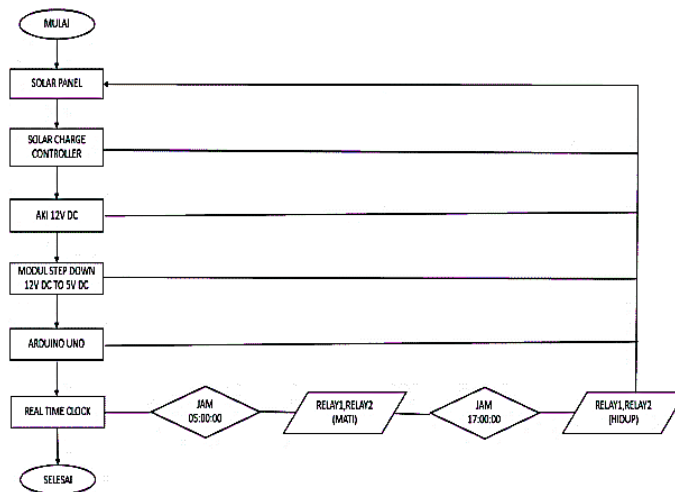 MULAI
SOLAR PANEL
SOLAR CHARGE
CONTROLLER
AKI 12V DC
MODUL STEP DOWN
12V DC TO 5V DC
ARDUINO UNO
REAL TIME CLOCK
JAM
05:00:00
RELAY1,RELAY2
(MATI)
JAM
17:00:00
RELAY1,RELAY2
(HIDUP)
SELESAI